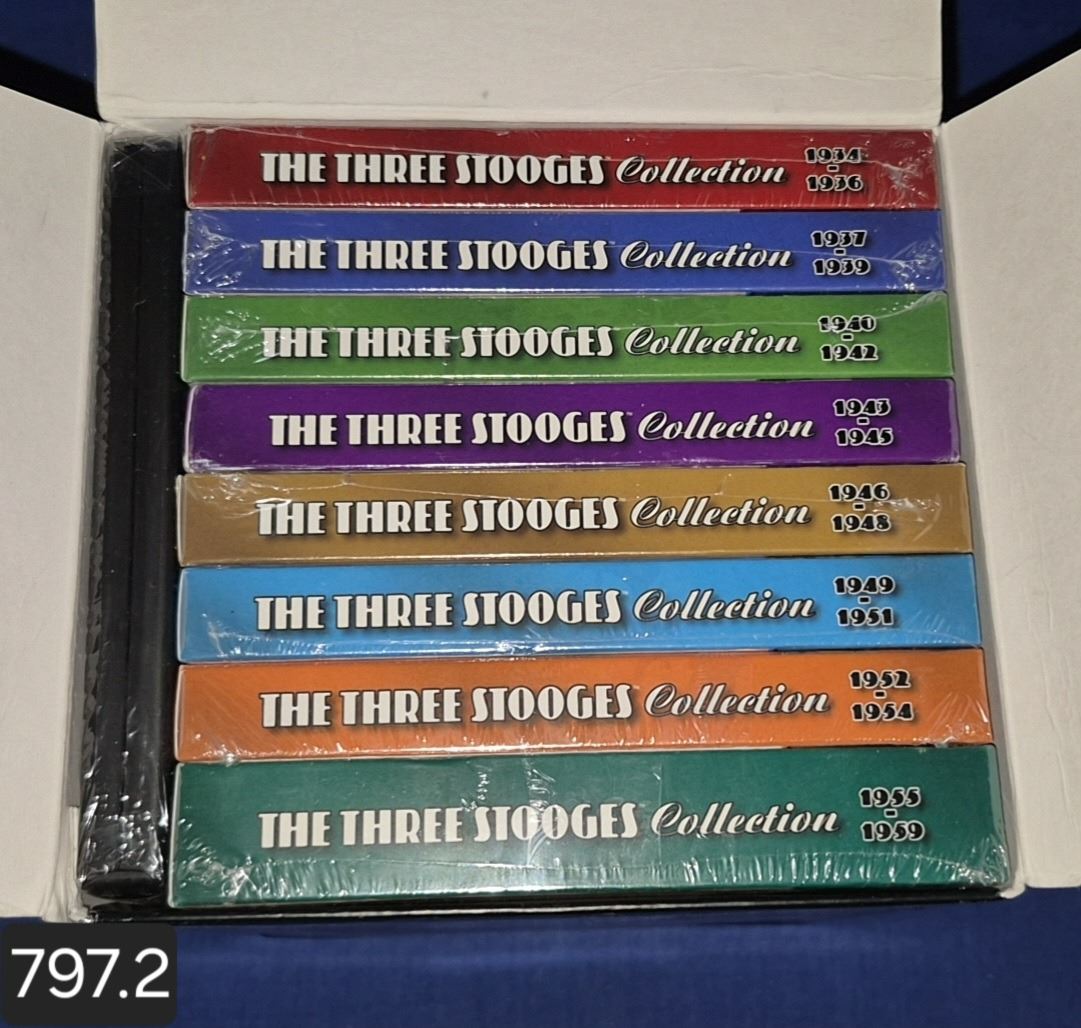 THE THREE STOOGES Collection 1934 - 1936
THE THREE STOOGES Collection 1937 - 1939
THE THREE STOOGES Collection 1940 - 1942
THE THREE STOOGES™ Collection 1943 - 1945
THE THREE STOOGES Collection 1946 - 1948
THE THREE STOOGES Collection 1949 - 1951
THE THREE STOOGES Collection 1952 - 1954
THE THREE STOOGES Collection 1955 - 1959
797.2